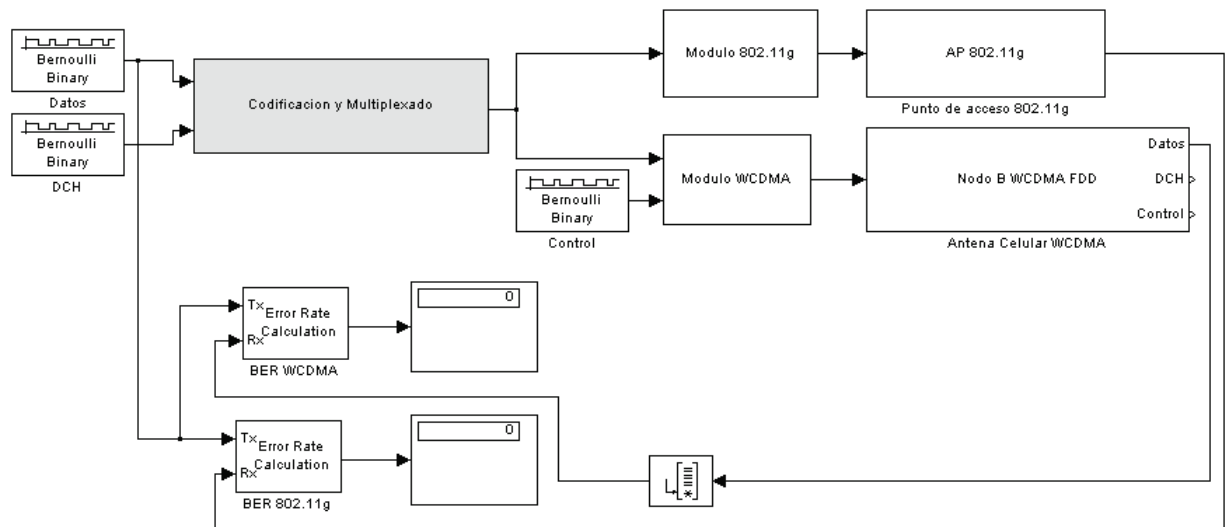 Bernoulli
Binary
Datos
Bernoulli
Binary
DCH
Codificacion y Multiplexado
Modulo 802.11g
AP 802.11g
Punto de acceso 802.11g
Bernoulli
Binary
Control
Modulo WCDMA
Nodo B WCDMA FDD
Datos
DCH
Control
Antena Celular WCDMA
Tx
Rx
Error Rate
Calculation
BER WCDMA
0
Tx
Rx
Error Rate
Calculation
BER 802.11g
0